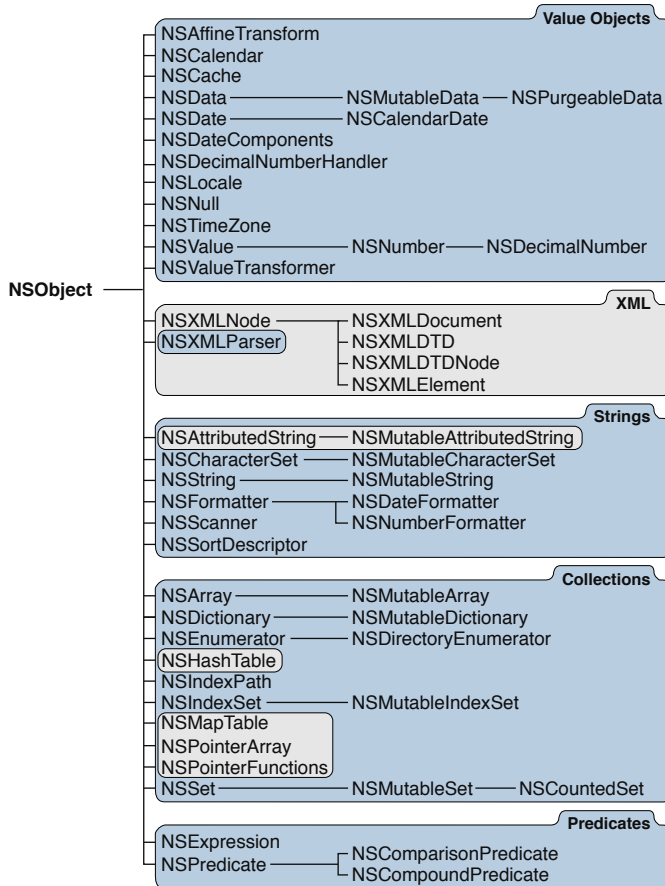 Value Objects
NSAffineTransform
NSCalendar
NSCache
NSData NSMutableData NSPurgeableData
NSDate NSCalendarDate
NSDateComponents
NSDecimalNumberHandler
NSLocale
NSNull
NSTimeZone
NSValue NSNumber NSDecimalNumber
NSValueTransformer
NSObject
XML
NSXMLNode NSXMLDocument
NSXMLParser NSXMLDTD
NSXMLDTDNode
NSXMLElement
Strings
NSAttributedString NSMutableAttributedString
NSCharacterSet NSMutableCharacterSet
NSString NSMutableString
NSFormatter NSDateFormatter
NSScanner NSNumberFormatter
NSSortDescriptor
Collections
NSArray NSMutableArray
NSDictionary NSMutableDictionary
NSEnumerator NSDirectoryEnumerator
NSHashTable
NSIndexPath
NSIndexSet NSMutableIndexSet
NSMapTable
NSPointerArray
NSPointerFunctions
NSSet NSMutableSet NSCountedSet
Predicates
NSExpression
NSPredicate NSComparisonPredicate
NSCompoundPredicate